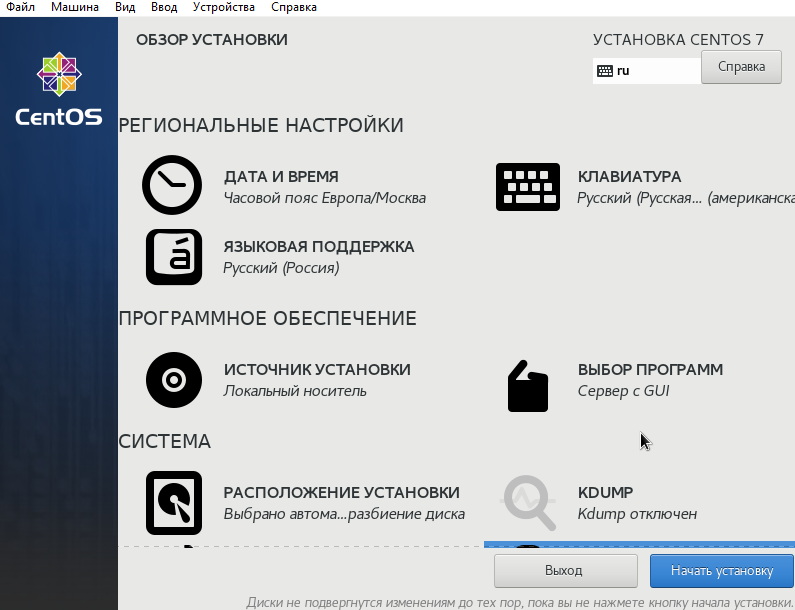 Файл Машина Вид Ввод Устройства Справка
CentOS
ОБЗОР УСТАНОВКИ
УСТАНОВКА CENTOS 7
ru
Справка
РЕГИОНАЛЬНЫЕ НАСТРОЙКИ
ДАТА И ВРЕМЯ
Часовой пояс Европа/Москва
КЛАВИАТУРА
Русский (Русская... (американска
ЯЗЫКОВАЯ ПОДДЕРЖКА
Русский (Россия)
ПРОГРАММНОЕ ОБЕСПЕЧЕНИЕ
ИСТОЧНИК УСТАНОВКИ
Локальный носитель
ВЫБОР ПРОГРАММ
Сервер с GUI
СИСТЕМА
РАСПОЛОЖЕНИЕ УСТАНОВКИ
Выбрано автома...разбиение диска
KDUMP
Kdump отключен
Выход
Начать установку
Диски не подвергнутся изменениям до тех пор, пока вы не нажмете кнопку начала установки.